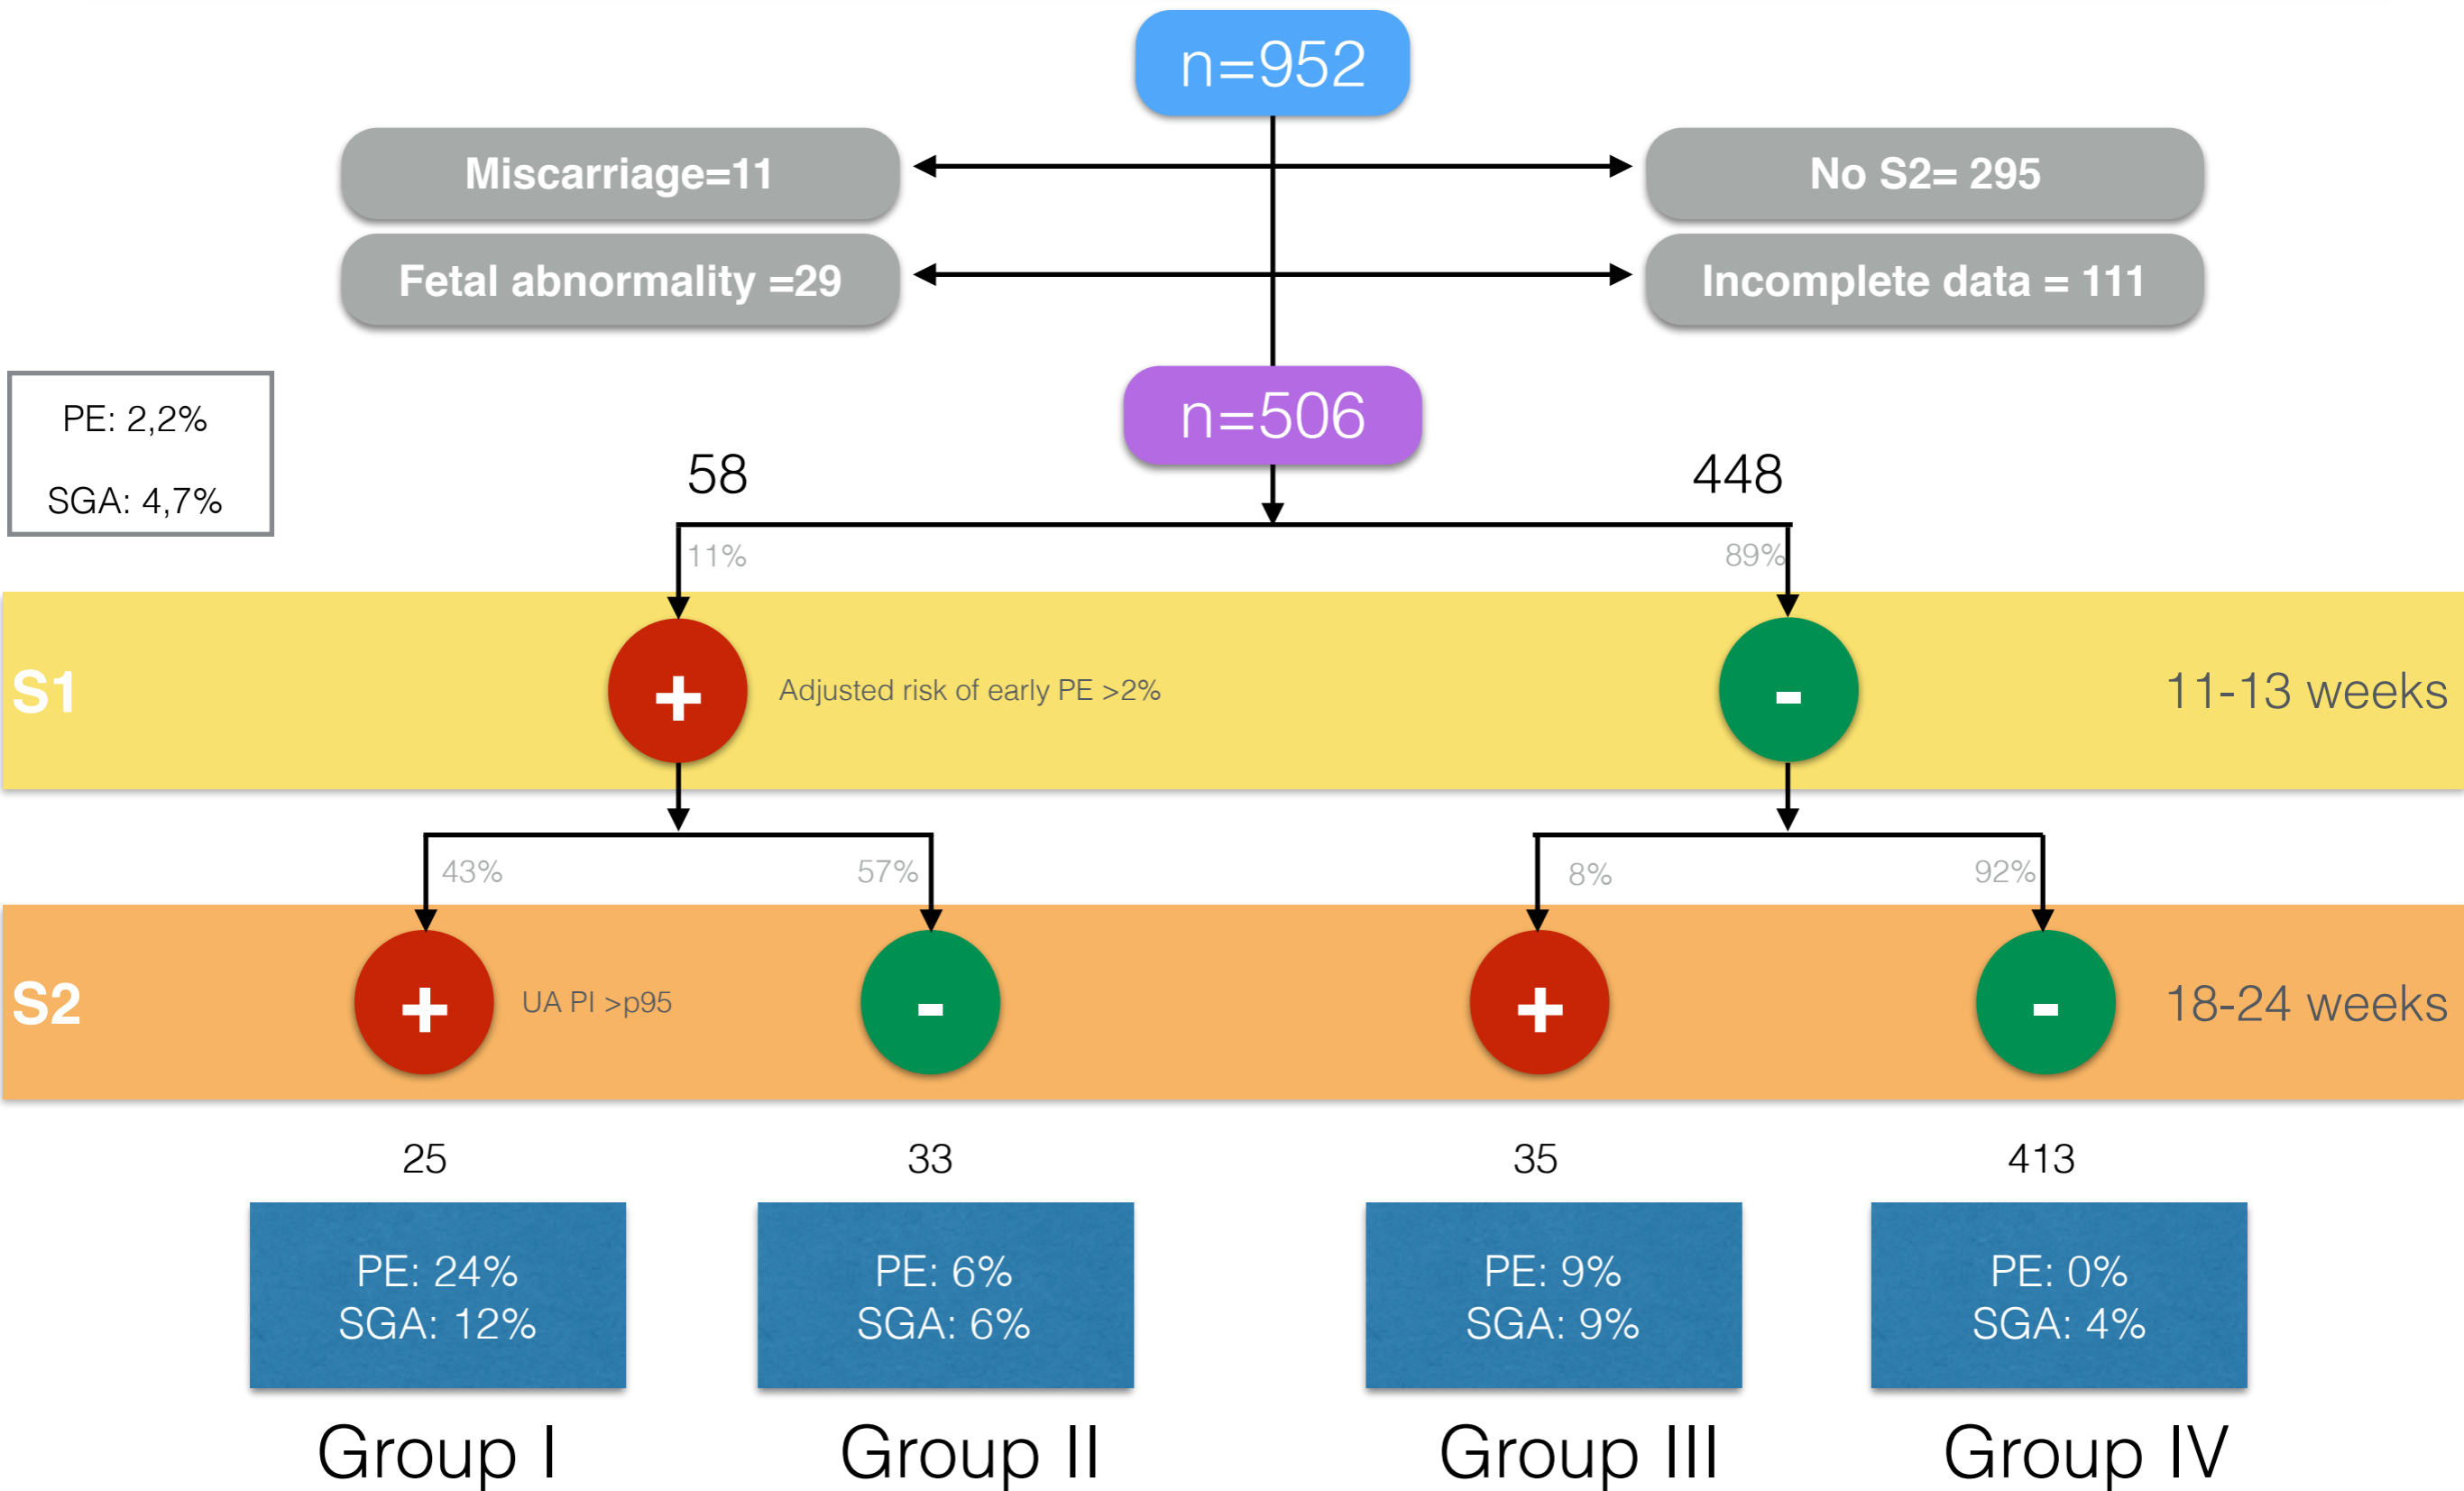 n=952
Miscarriage=11
No S2= 295
Fetal abnormality =29
Incomplete data = 111
PE: 2,2%
SGA: 4,7%
n=506
58
448
11%
89%
S1
+
Adjusted risk of early PE >2%
-
11-13 weeks
43%
57%
8%
92%
S2
+
UA PI >p95
-
+
-
18-24 weeks
25
33
35
413
PE: 24%
SGA: 12%
PE: 6%
SGA: 6%
PE: 9%
SGA: 9%
PE: 0%
SGA: 4%
Group I
Group II
Group III
Group IV